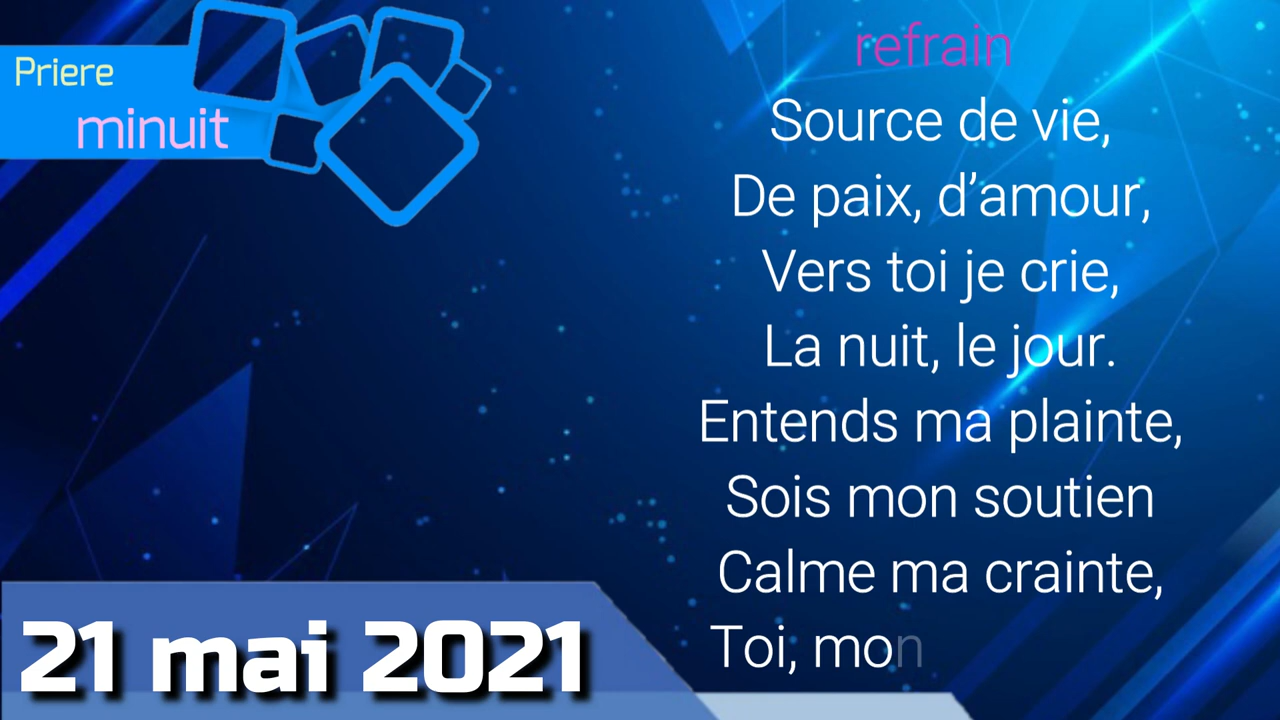 Priere
minuit
refrain
Source de vie,
De paix, d’amour,
Vers toi je crie,
La nuit, le jour.
Entends ma plainte,
Sois mon soutien
Calme ma crainte,
Toi, mon
21 mai 2021